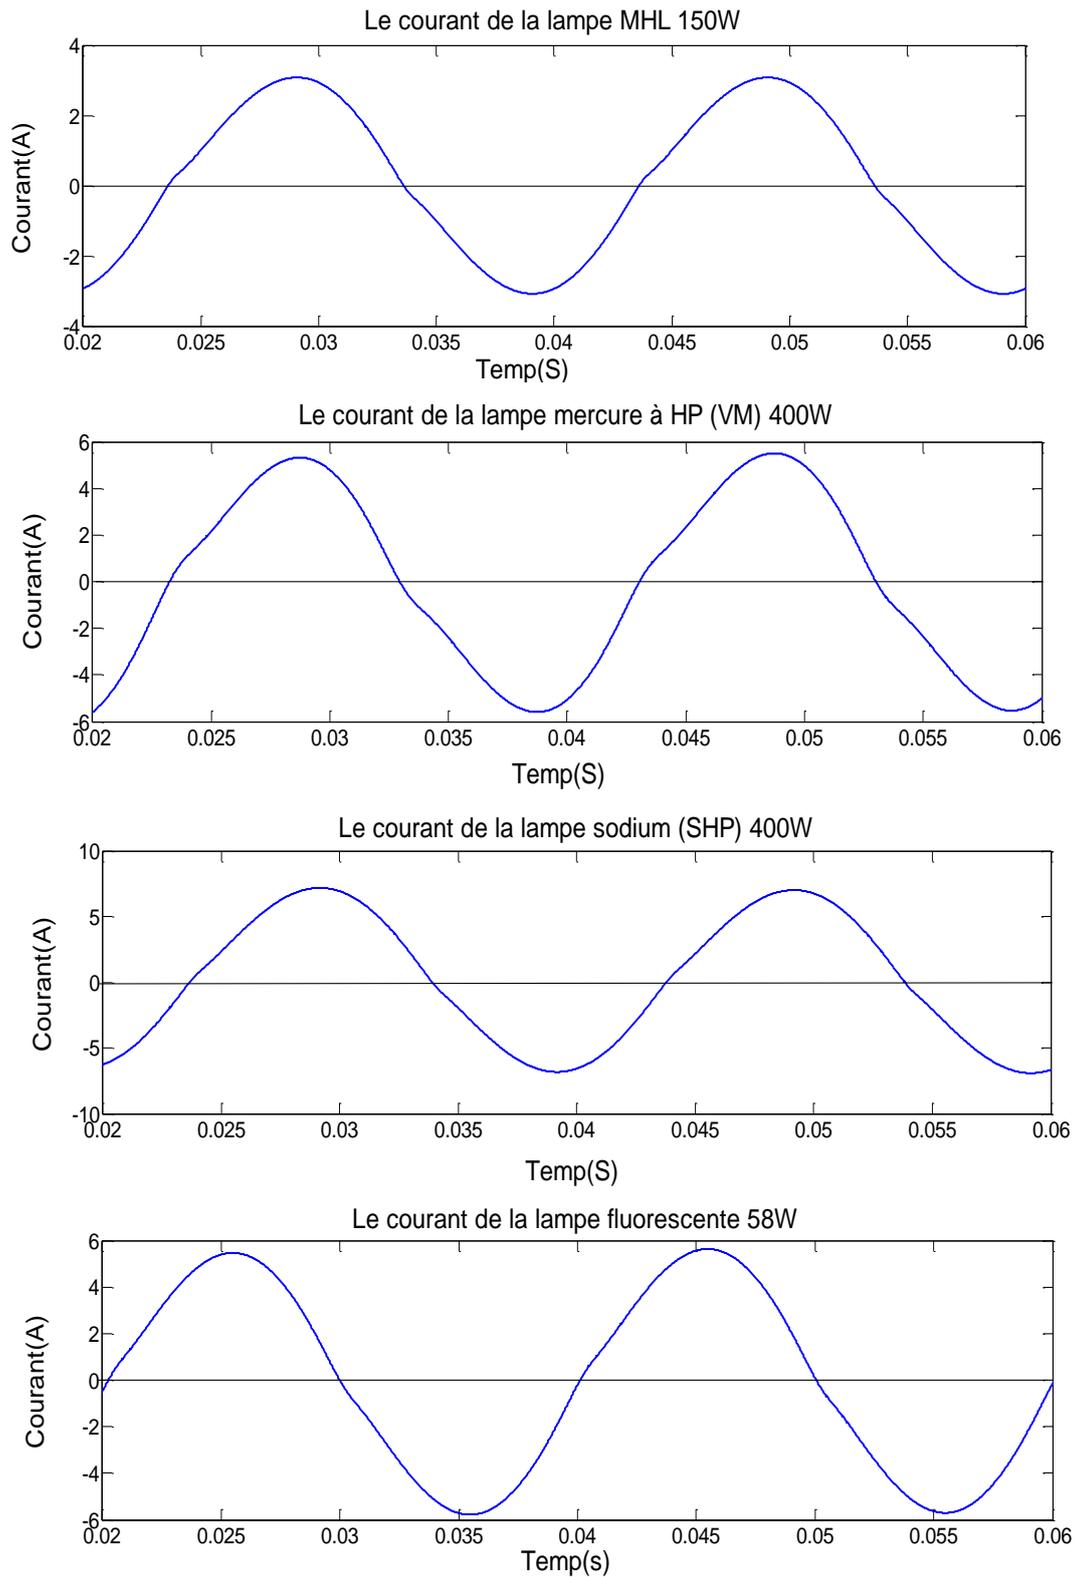 Le courant de la lampe MHL 150W
4
2
0
-2
-4
Courant(A)
0.02 0.025 0.03 0.035 0.04 0.045 0.05 0.055 0.06
Temp(S)
Le courant de la lampe mercure à HP (VM) 400W
6
4
2
0
-2
-4
-6
Courant(A)
0.02 0.025 0.03 0.035 0.04 0.045 0.05 0.055 0.06
Temp(S)
Le courant de la lampe sodium (SHP) 400W
10
5
0
-5
-10
Courant(A)
0.02 0.025 0.03 0.035 0.04 0.045 0.05 0.055 0.06
Temp(S)
Le courant de la lampe fluorescente 58W
6
4
2
0
-2
-4
-6
Courant(A)
0.02 0.025 0.03 0.035 0.04 0.045 0.05 0.055 0.06
Temp(s)